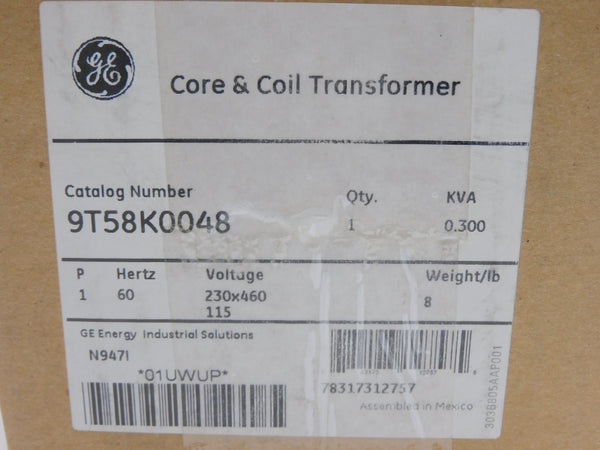 GE
Core & Coil Transformer
Catalog Number
9T58K0048
Qty.
1
KVA
0.300
P Hertz Voltage Weight/lb
1 60 230x460 8
115
GE Energy Industrial Solutions
N947I
*01UWUP*
78317312757
Assembled in Mexico
3036805AAP001